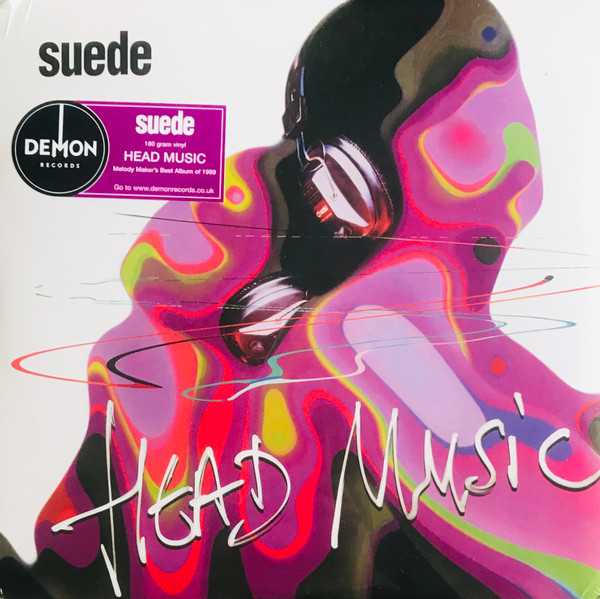 suede
DEMON
RECORDS
suede
180 gram vinyl
HEAD MUSIC
Melody Maker's Best Album of 1999
Go to www.demonrecords.co.uk
HEAD MUSIC